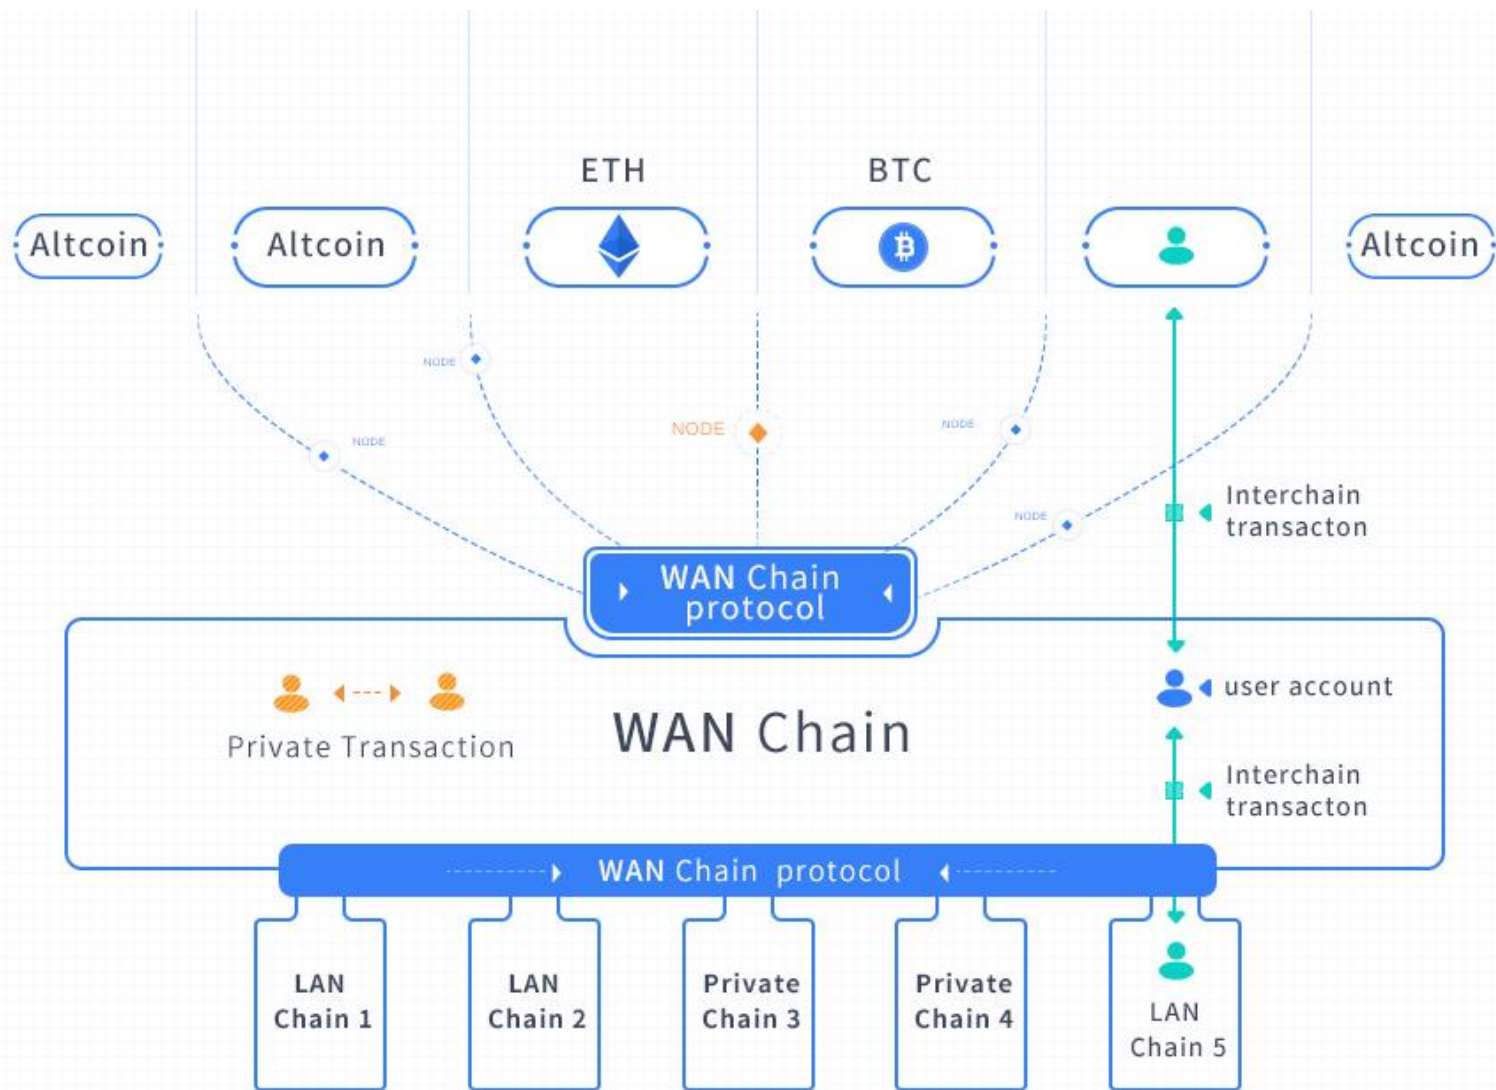 ETH
BTC
Altcoin
Altcoin
Altcoin
NODE
NODE
NODE
NODE
NODE
Interchain
transacton
WAN Chain
protocol
user account
Private Transaction
WAN Chain
Interchain
transacton
WAN Chain protocol
LAN
Chain 1
LAN
Chain 2
Private
Chain 3
Private
Chain 4
LAN
Chain 5